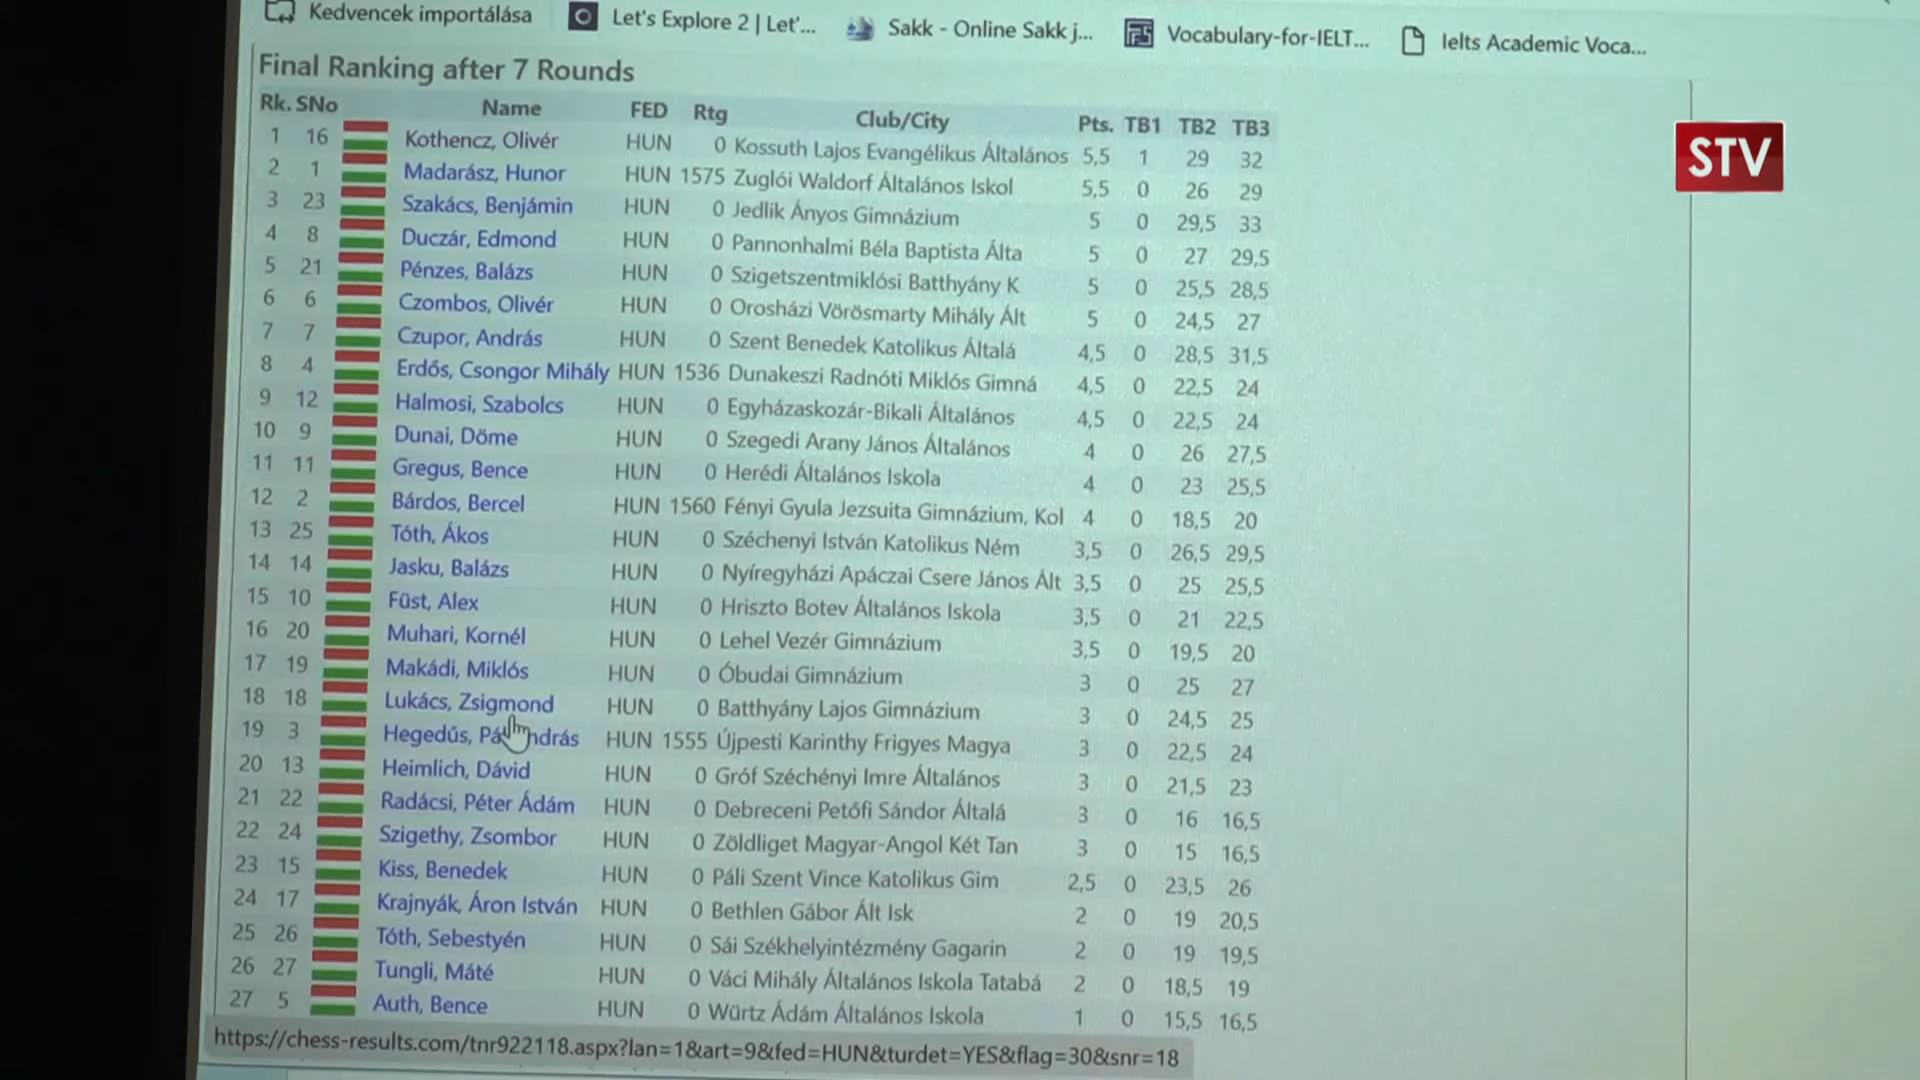 Kedvencek importálása Let's Explore 2 | Let'... Sakk - Online Sakk j... Vocabulary-for-IELT... Ielts Academic Voca...
Final Ranking after 7 Rounds
Rk. SNo Name FED Rtg Club/City Pts. TB1 TB2 TB3
1 16 Kothencz, Olivér HUN 0 Kossuth Lajos Evangélikus Általános 5,5 1 29 32
2 1 Madarász, Hunor HUN 1575 Zuglói Waldorf Általános Iskol 5,5 0 26 29
3 23 Szakács, Benjámin HUN 0 Jedlik Ányos Gimnázium 5 0 29,5 33
4 8 Duczár, Edmond HUN 0 Pannonhalmi Béla Baptista Álta 5 0 27 29,5
5 21 Pénzes, Balázs HUN 0 Szigetszentmiklósi Batthyány K 5 0 25,5 28,5
6 6 Czombos, Olivér HUN 0 Orosházi Vörösmarty Mihály Ált 5 0 24,5 27
7 7 Czupor, András HUN 0 Szent Benedek Katolikus Általá 4,5 0 28,5 31,5
8 4 Erdős, Csongor Mihály HUN 1536 Dunakeszi Radnóti Miklós Gimná 4,5 0 22,5 24
9 12 Halmosi, Szabolcs HUN 0 Egyházaskozár-Bikali Általános 4,5 0 22,5 24
10 9 Dunai, Döme HUN 0 Szegedi Arany János Általános 4 0 26 27,5
11 11 Gregus, Bence HUN 0 Herédi Általános Iskola 4 0 23 25,5
12 2 Bárdos, Bercel HUN 1560 Fényi Gyula Jezsuita Gimnázium, Kol 4 0 18,5 20
13 25 Tóth, Ákos HUN 0 Széchenyi István Katolikus Ném 3,5 0 26,5 29,5
14 14 Jasku, Balázs HUN 0 Nyíregyházi Apáczai Csere János Ált 3,5 0 25 25,5
15 10 Füst, Alex HUN 0 Hriszto Botev Általános Iskola 3,5 0 21 22,5
16 20 Muhari, Kornél HUN 0 Lehel Vezér Gimnázium 3,5 0 19,5 20
17 19 Makádi, Miklós HUN 0 Óbudai Gimnázium 3 0 25 27
18 18 Lukács, Zsigmond HUN 0 Batthyány Lajos Gimnázium 3 0 24,5 25
19 3 Hegedűs, HUN 1555 Újpesti Karinthy Frigyes Magya 3 0 22,5 24
20 13 Heimlich, Dávid HUN 0 Gróf Széchényi Imre Általános 3 0 21,5 23
21 22 Radácsi, Péter Ádám HUN 0 Debreceni Petőfi Sándor Általá 3 0 16 16,5
22 24 Szigethy, Zsombor HUN 0 Zöldliget Magyar-Angol Két Tan 3 0 15 16,5
23 15 Kiss, Benedek HUN 0 Páli Szent Vince Katolikus Gim 2,5 0 23,5 26
24 17 Krajnyák, Áron István HUN 0 Bethlen Gábor Ált Isk 2 0 19 20,5
25 26 Tóth, Sebestyén HUN 0 Sái Székhelyintézmény Gagarin 2 0 19 19,5
26 27 Tungli, Máté HUN 0 Váci Mihály Általános Iskola Tatabá 2 0 18,5 19
27 5 Auth, Bence HUN 0 Würtz Ádám Általános Iskola 1 0 15,5 16,5
https://chess-results.com/tnr922118.aspx?lan=1&art=9&fed=HUN&turdet=YES&flag=30&snr=18
STV